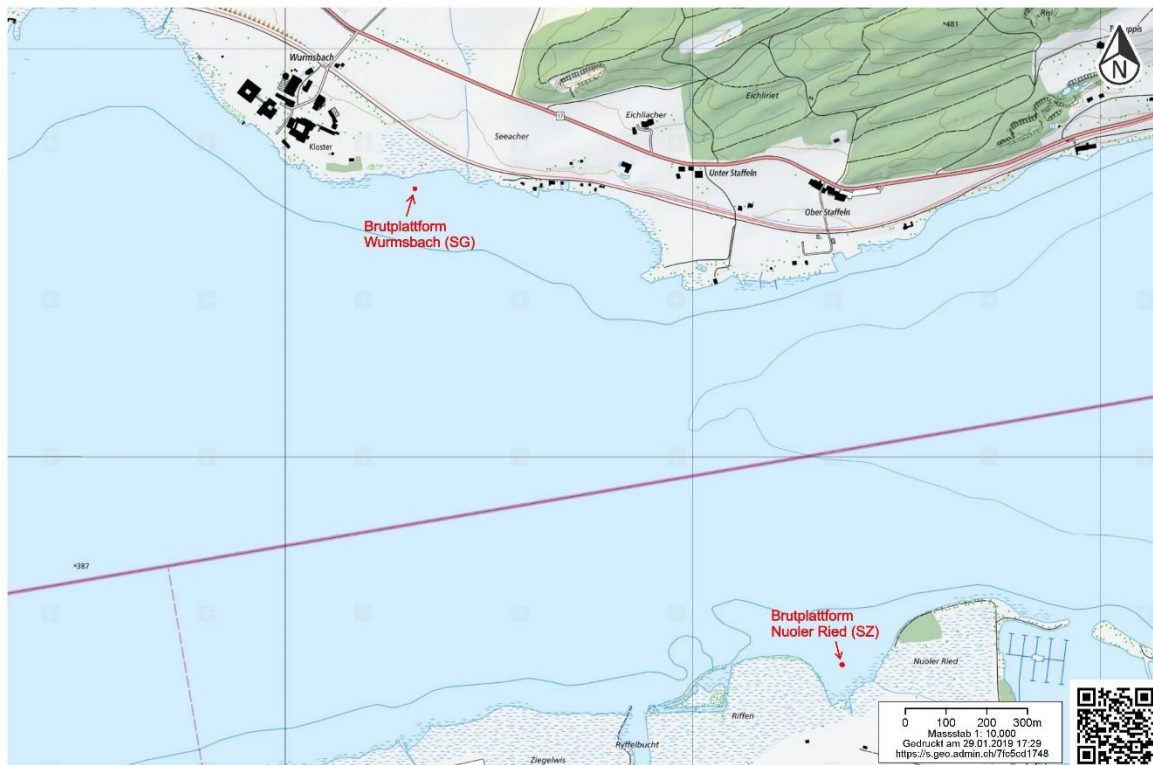 Risi
481
Wurmsbach
N
Eichliriet
17
Eichliacher
Seeacher
Kloster
Unter Staffeln
Ober Staffeln
Brutplattform
Wurmsbach (SG)
387
Brutplattform
Nuoler Ried (SZ)
Nuoler Ried
Riffen
Ryffelbucht
Ziegelwis
0 100 200 300m
Massstab 1: 10,000
Gedruckt am 29.01.2019 17:29
https://s.geo.admin.ch/7fc5cd1748